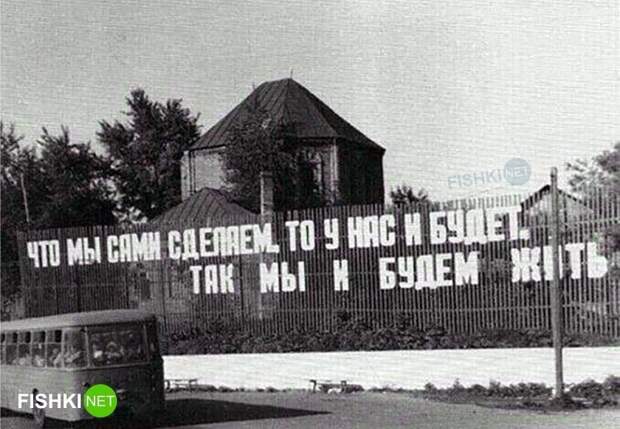 FISHKI NET
ЧТО МЫ САМИ СДЕЛАЕМ, ТО У НАС И БУДЕТ.
ТАК МЫ И БУДЕМ ЖИТЬ
FISHKI NET